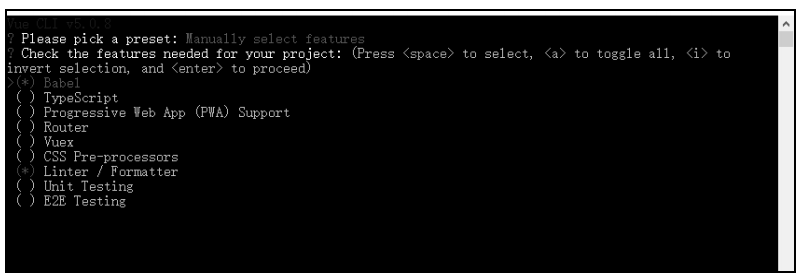 Vue CLI v5.0.8
? Please pick a preset: Manually select features
? Check the features needed for your project: (Press <space> to select, <a> to toggle all, <i> to
invert selection, and <enter> to proceed)
>(*) Babel
( ) TypeScript
( ) Progressive Web App (PWA) Support
( ) Router
( ) Vuex
( ) CSS Pre-processors
(*) Linter / Formatter
( ) Unit Testing
( ) E2E Testing